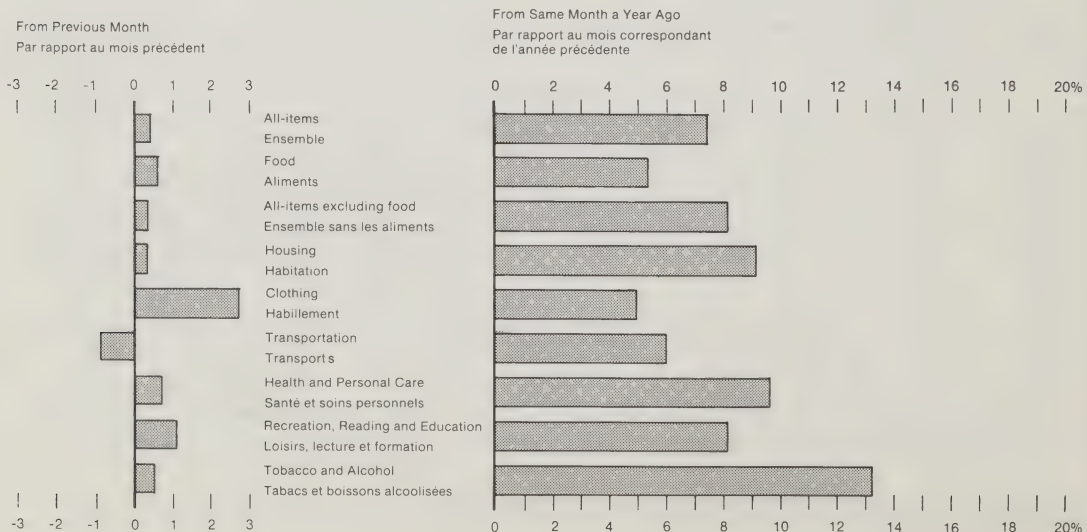 From Previous Month
Par rapport au mois précédent
From Same Month a Year Ago
Par rapport au mois correspondant
de l'année précédente
-3 -2 -1 0 1 2 3
0 2 4 6 8 10 12 14 16 18 20%
All-items
Ensemble
Food
Aliments
All-items excluding food
Ensemble sans les aliments
Housing
Habitation
Clothing
Habillement
Transportation
Transports
Health and Personal Care
Santé et soins personnels
Recreation, Reading and Education
Loisirs, lecture et formation
Tobacco and Alcohol
Tabacs et boissons alcoolisées
-3 -2 -1 0 1 2 3
0 2 4 6 8 10 12 14 16 18 20%